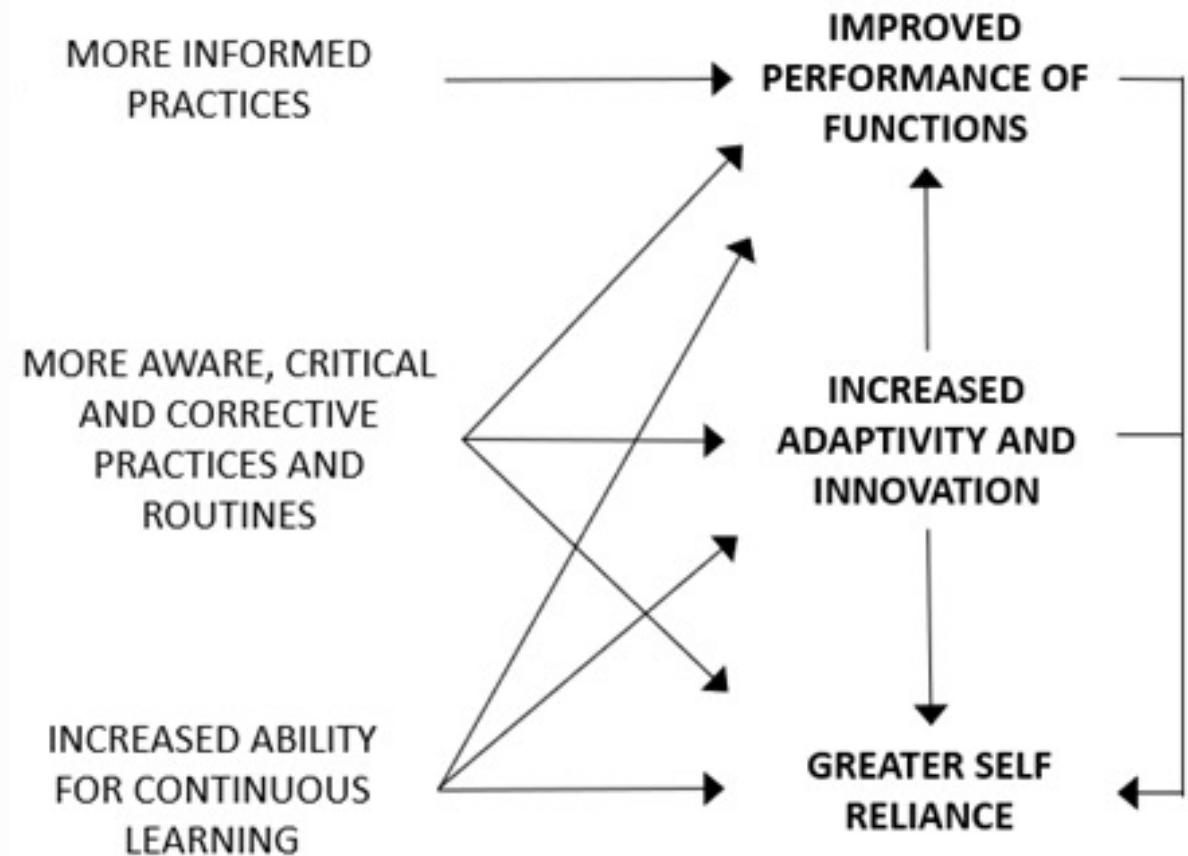 MORE INFORMED
PRACTICES
IMPROVED
PERFORMANCE OF
FUNCTIONS
MORE AWARE, CRITICAL
AND CORRECTIVE
PRACTICES AND
ROUTINES
INCREASED
ADAPTIVITY AND
INNOVATION
INCREASED ABILITY
FOR CONTINUOUS
LEARNING
GREATER SELF
RELIANCE